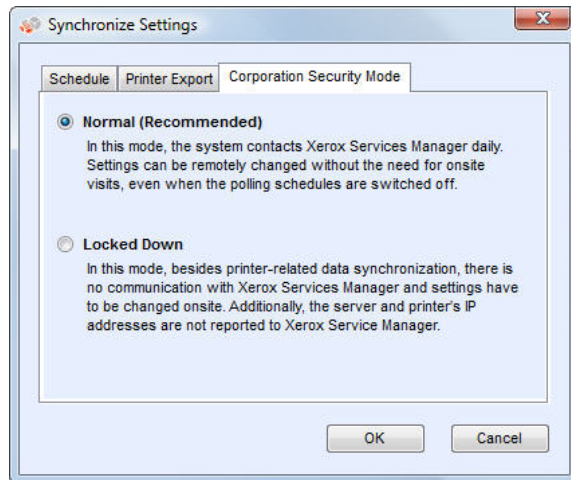 Synchronize Settings
Schedule
Printer Export
Corporation Security Mode
Normal (Recommended)
In this mode, the system contacts Xerox Services Manager daily.
Settings can be remotely changed without the need for onsite
visits, even when the polling schedules are switched off.
Locked Down
In this mode, besides printer-related data synchronization, there is
no communication with Xerox Services Manager and settings have
to be changed onsite. Additionally, the server and printer's IP
addresses are not reported to Xerox Service Manager.
OK
Cancel